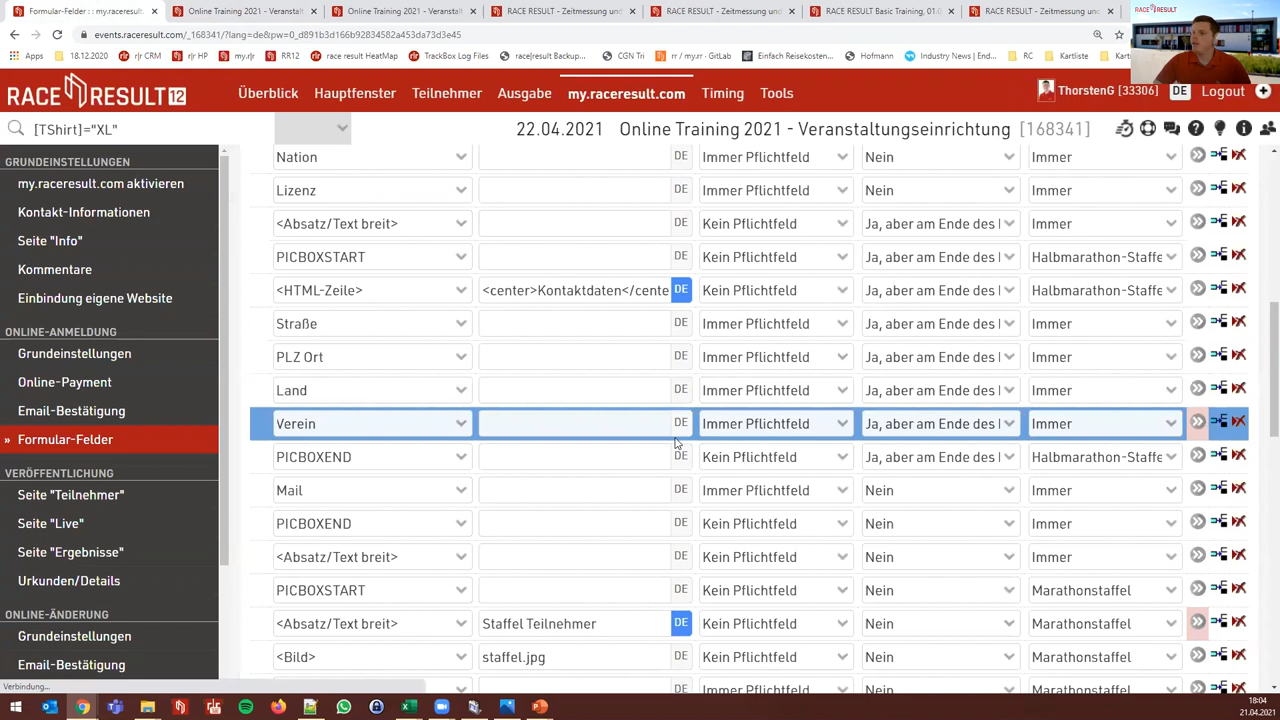 Formular-Felder : : my.raceresult.
Online Training 2021 - Veranstalt
Online Training 2021 - Veranstalt
RACE RESULT - Zeitmessung und
RACE RESULT - Zeitmessung und
RACE RESULT Basic Training, 01.0
RACE RESULT - Zeitmessung und
events.raceresult.com/_168341/?lang=de&pw=0_d891b3d166b92834582a453da73dfe45
Apps 18.12.2020 r|r CRM r|r HP my.r|r RR12 race result HeatMap TrackBox Log Files race|result Backup... CGN Tri rr / my.rr · GitLab Einfach Reisekosten... Hofmann Industry News | End... RC Kartliste Kart
RACE RESULT
RACE RESULT 12
Überblick Hauptfenster Teilnehmer Ausgabe my.raceresult.com Timing Tools
ThorstenG [33306] DE Logout
[TShirt]="XL"
22.04.2021 Online Training 2021 - Veranstaltungseinrichtung [168341]
GRUNDEINSTELLUNGEN
my.raceresult.com aktivieren
Kontakt-Informationen
Seite "Info"
Kommentare
Einbindung eigene Website
ONLINE-ANMELDUNG
Grundeinstellungen
Online-Payment
Email-Bestätigung
» Formular-Felder
VERÖFFENTLICHUNG
Seite "Teilnehmer"
Seite "Live"
Seite "Ergebnisse"
Urkunden/Details
ONLINE-ÄNDERUNG
Grundeinstellungen
Email-Bestätigung
Nation DE Immer Pflichtfeld Nein Immer
Lizenz DE Immer Pflichtfeld Nein Immer
<Absatz/Text breit> DE Kein Pflichtfeld Ja, aber am Ende des Immer
PICBOXSTART DE Kein Pflichtfeld Ja, aber am Ende des Halbmarathon-Staffe
<HTML-Zeile> <center>Kontaktdaten</cente DE Kein Pflichtfeld Ja, aber am Ende des Halbmarathon-Staffe
Straße DE Immer Pflichtfeld Ja, aber am Ende des Immer
PLZ Ort DE Immer Pflichtfeld Ja, aber am Ende des Immer
Land DE Immer Pflichtfeld Ja, aber am Ende des Immer
Verein DE Immer Pflichtfeld Ja, aber am Ende des Immer
PICBOXEND DE Kein Pflichtfeld Ja, aber am Ende des Halbmarathon-Staffe
Mail DE Immer Pflichtfeld Nein Immer
PICBOXEND DE Kein Pflichtfeld Nein Immer
<Absatz/Text breit> DE Kein Pflichtfeld Nein Immer
PICBOXSTART DE Kein Pflichtfeld Nein Marathonstaffel
<Absatz/Text breit> Staffel Teilnehmer DE Kein Pflichtfeld Nein Marathonstaffel
<Bild> staffel.jpg DE Kein Pflichtfeld Nein Marathonstaffel
DE Kein Pflichtfeld Nein Marathonstaffel
Verbindung...
18:04
21.04.2021